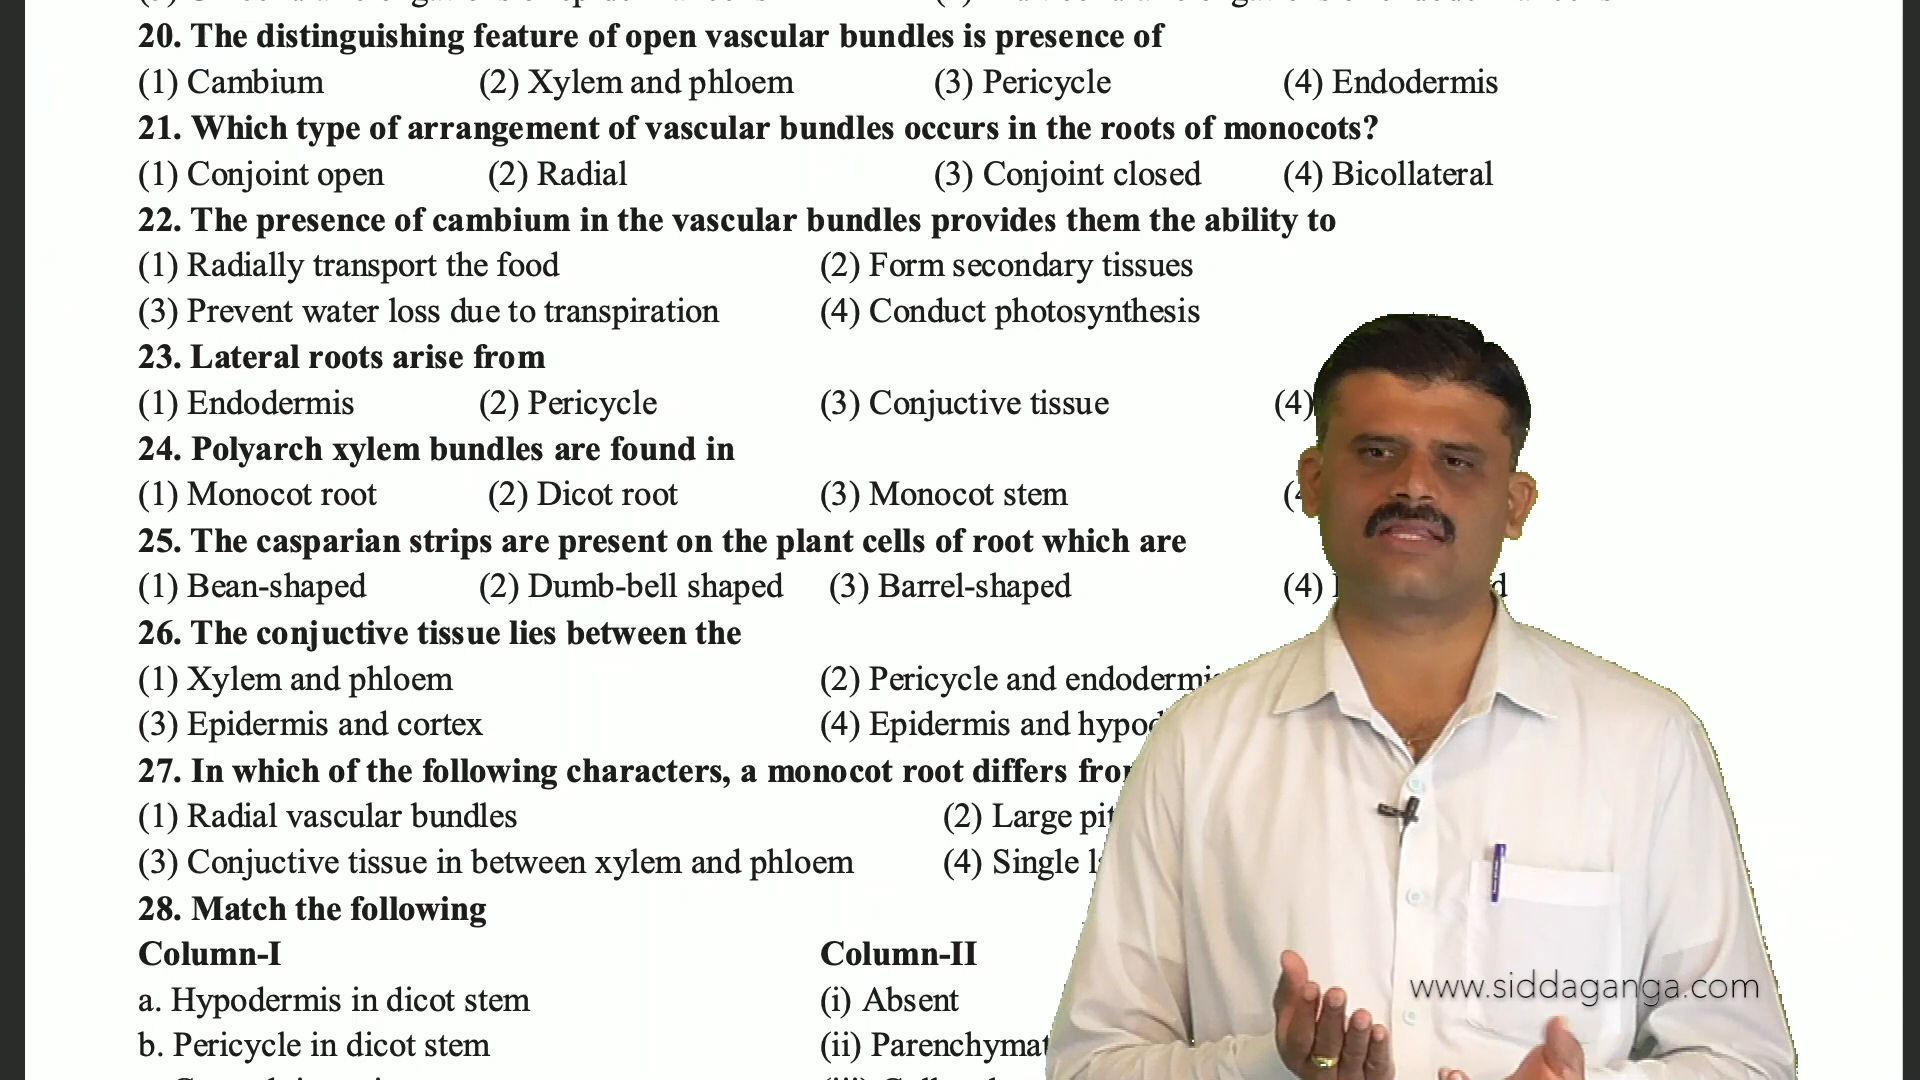 20. The distinguishing feature of open vascular bundles is presence of
(1) Cambium (2) Xylem and phloem (3) Pericycle (4) Endodermis
21. Which type of arrangement of vascular bundles occurs in the roots of monocots?
(1) Conjoint open (2) Radial (3) Conjoint closed (4) Bicollateral
22. The presence of cambium in the vascular bundles provides them the ability to
(1) Radially transport the food (2) Form secondary tissues
(3) Prevent water loss due to transpiration (4) Conduct photosynthesis
23. Lateral roots arise from
(1) Endodermis (2) Pericycle (3) Conjuctive tissue (4)
24. Polyarch xylem bundles are found in
(1) Monocot root (2) Dicot root (3) Monocot stem
25. The casparian strips are present on the plant cells of root which are
(1) Bean-shaped (2) Dumb-bell shaped (3) Barrel-shaped (4)
26. The conjuctive tissue lies between the
(1) Xylem and phloem (2) Pericycle and endodermis
(3) Epidermis and cortex (4) Epidermis and
27. In which of the following characters, a monocot root differs from
(1) Radial vascular bundles (2) Large
(3) Conjuctive tissue in between xylem and phloem (4) Single
28. Match the following
Column-I Column-II
a. Hypodermis in dicot stem (i) Absent
b. Pericycle in dicot stem (ii)
www.siddaganga.com